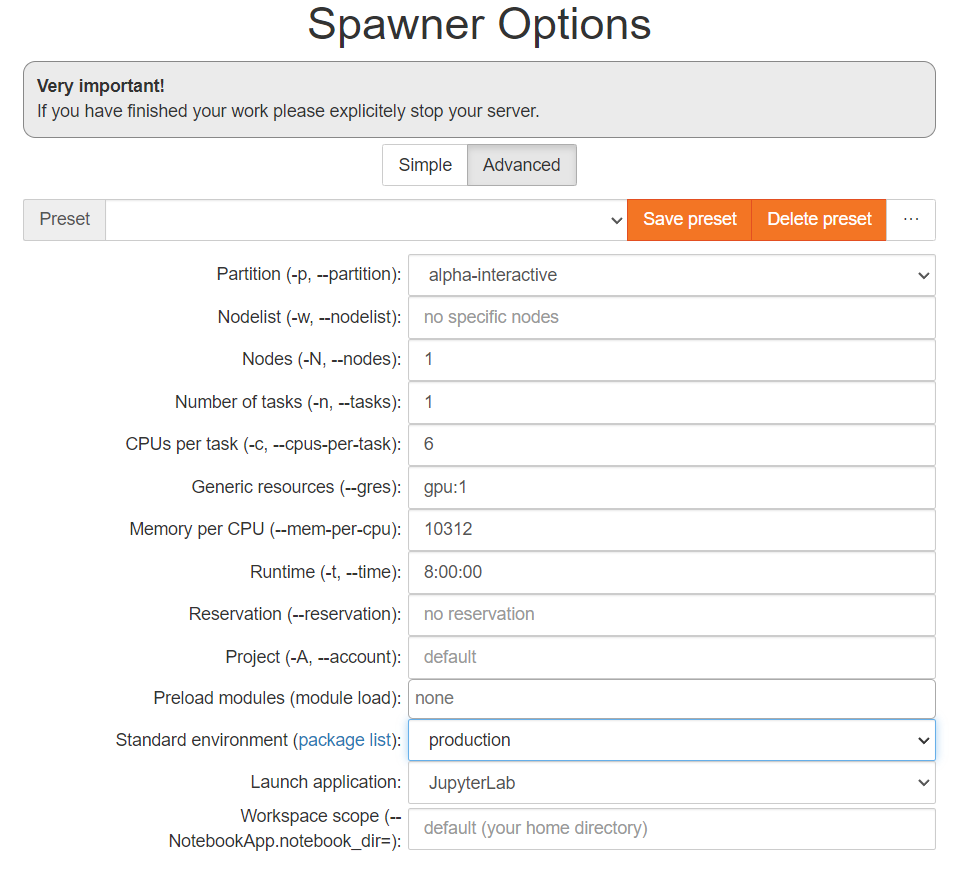 Spawner Options
Very important!
If you have finished your work please explicitely stop your server.
Simple Advanced
Preset Save preset Delete preset ...
Partition (-p, --partition): alpha-interactive
Nodelist (-w, --nodelist): no specific nodes
Nodes (-N, --nodes): 1
Number of tasks (-n, --tasks): 1
CPUs per task (-c, --cpus-per-task): 6
Generic resources (--gres): gpu:1
Memory per CPU (--mem-per-cpu): 10312
Runtime (-t, --time): 8:00:00
Reservation (--reservation): no reservation
Project (-A, --account): default
Preload modules (module load): none
Standard environment (package list): production
Launch application: JupyterLab
Workspace scope (--
NotebookApp.notebook_dir=): default (your home directory)